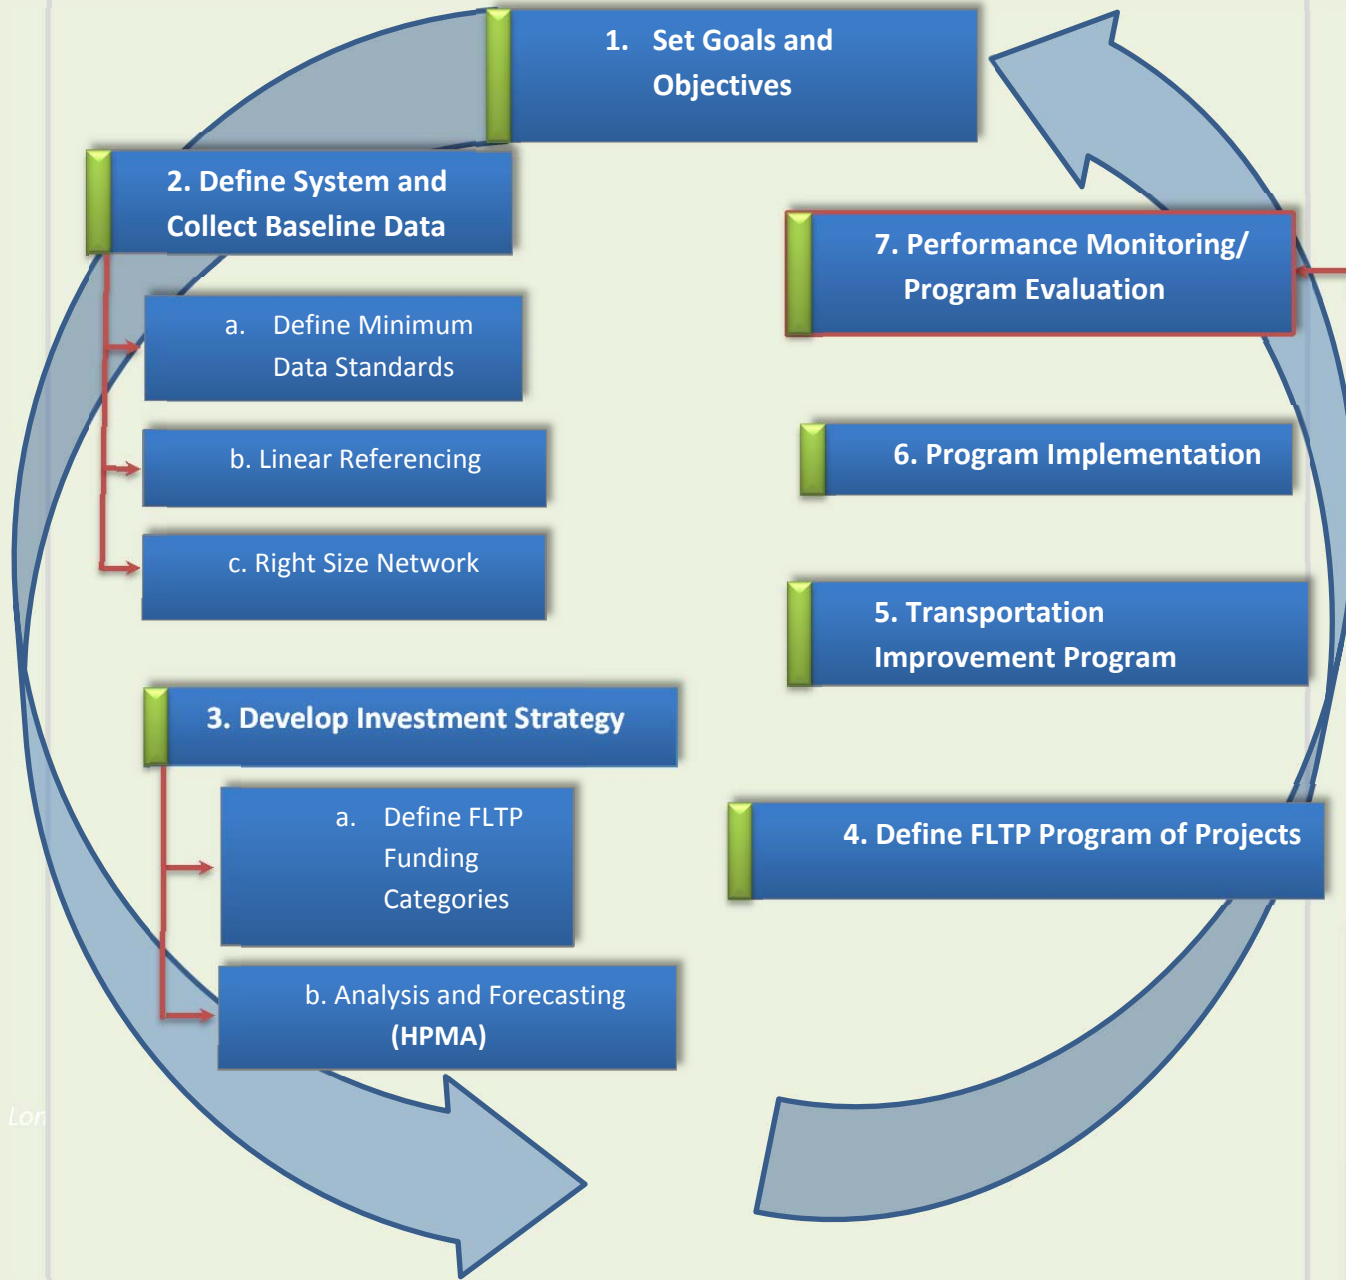 1. Set Goals and
Objectives
2. Define System and
Collect Baseline Data
a. Define Minimum
Data Standards
b. Linear Referencing
c. Right Size Network
3. Develop Investment Strategy
a. Define FLTP
Funding
Categories
b. Analysis and Forecasting
(HPMA)
4. Define FLTP Program of Projects
5. Transportation
Improvement Program
6. Program Implementation
7. Performance Monitoring/
Program Evaluation